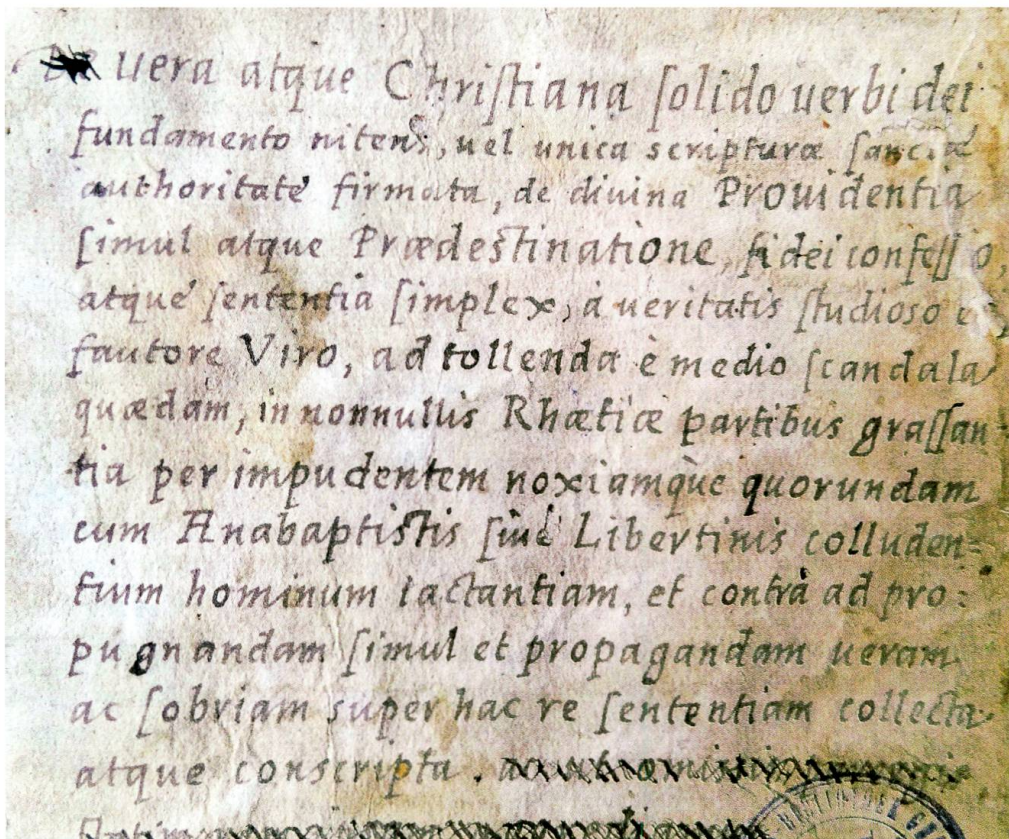 uera atque Chriſtiana ſolido uerbi dei
fundamento nitens, uel unica scripturæ ſanctæ
authoritate firmata, de diuina Prouidentia
ſimul atque Prædestinatione, fidei confeſſio,
atque ſententia ſimplex, à ueritatis ſtudioso et
fautore Viro, ad tollenda è medio ſcandala
quædam, in nonnullis Rhætiæ partibus graſſan-
tia per impudentem noxiamque quorundam
cum Anabaptistis ſiue Libertinis colluden=
tium hominum iactantiam, et contrà ad pro:
pugnandam ſimul et propagandam ueram
ac ſobriam super hac re ſententiam collecta
atque conscripta.